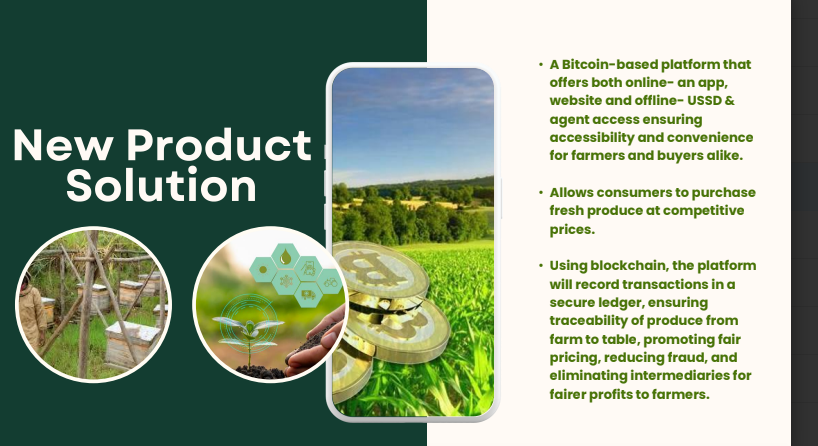 New Product
Solution
• A Bitcoin-based platform that
offers both online- an app,
website and offline- USSD &
agent access ensuring
accessibility and convenience
for farmers and buyers alike.
• Allows consumers to purchase
fresh produce at competitive
prices.
• Using blockchain, the platform
will record transactions in a
secure ledger, ensuring
traceability of produce from
farm to table, promoting fair
pricing, reducing fraud, and
eliminating intermediaries for
fairer profits to farmers.